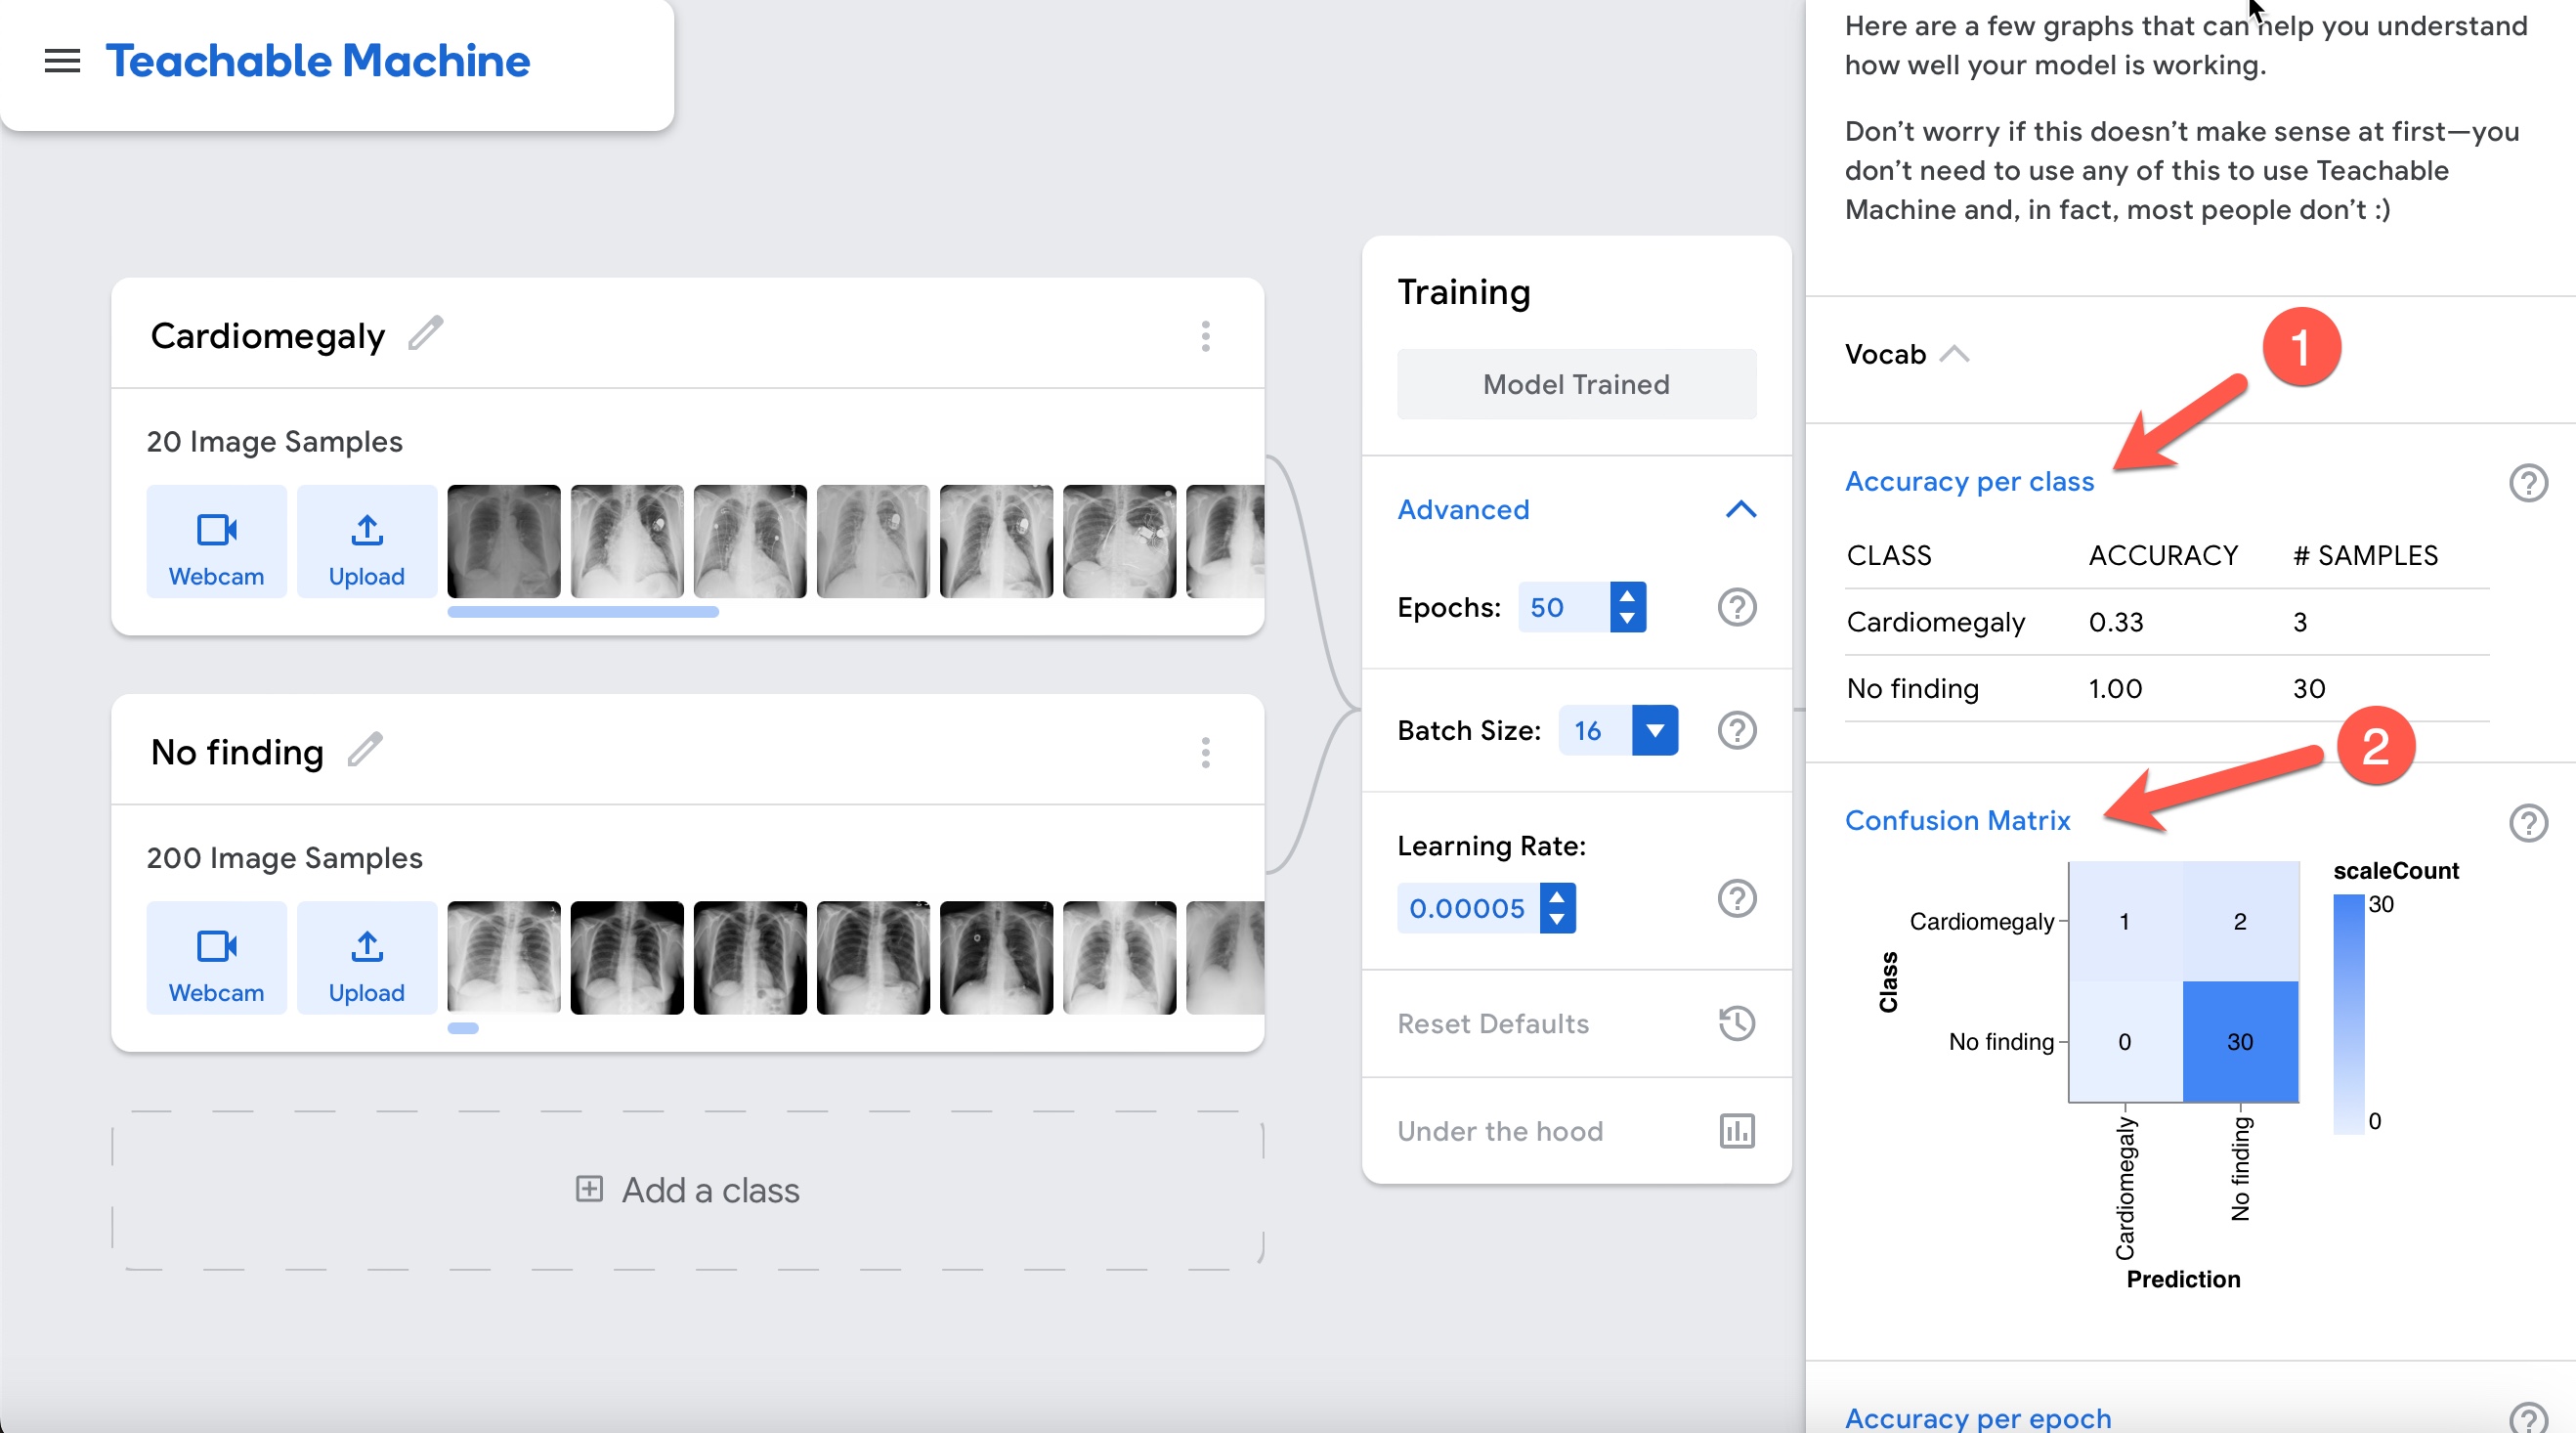 Teachable Machine
Cardiomegaly
20 Image Samples
Webcam
Upload
No finding
200 Image Samples
Webcam
Upload
Add a class
Training
Model Trained
Advanced
Epochs: 50
Batch Size: 16
Learning Rate:
0.00005
Reset Defaults
Under the hood
Here are a few graphs that can help you understand
how well your model is working.
Don’t worry if this doesn’t make sense at first—you
don’t need to use any of this to use Teachable
Machine and, in fact, most people don’t :)
Vocab
1
Accuracy per class
CLASS ACCURACY # SAMPLES
Cardiomegaly 0.33 3
No finding 1.00 30
2
Confusion Matrix
scaleCount
30
0
Class
Cardiomegaly 1 2
No finding 0 30
Cardiomegaly
No finding
Prediction
Accuracy per epoch